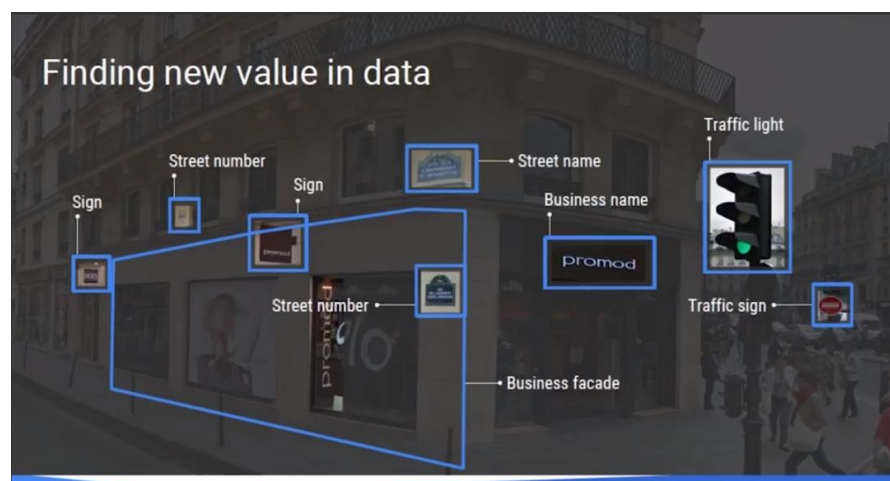 Finding new value in data
Traffic light
Street number
Street name
Sign
Sign
Business name
promod
promod
Street number
Traffic sign
promod
Business facade